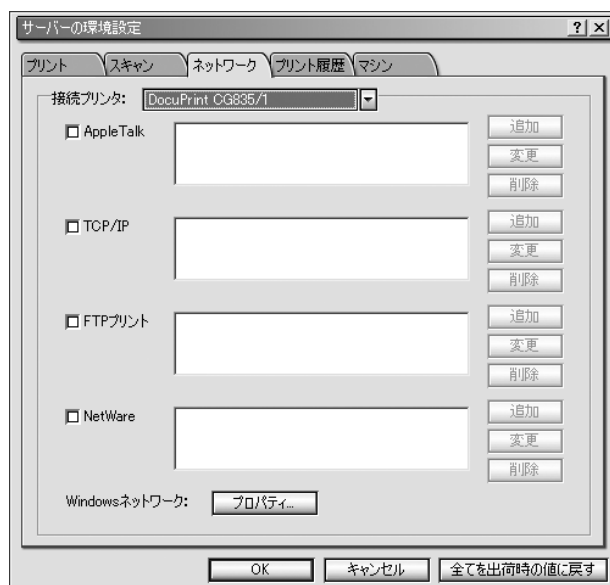 サーバーの環境設定
プリント スキャン ネットワーク プリント履歴 マシン
接続プリンタ: DocuPrint CG835/1
AppleTalk 追加
変更
削除
TCP/IP 追加
変更
削除
FTPプリント 追加
変更
削除
NetWare 追加
変更
削除
Windowsネットワーク: プロパティ...
OK キャンセル 全てを出荷時の値に戻す